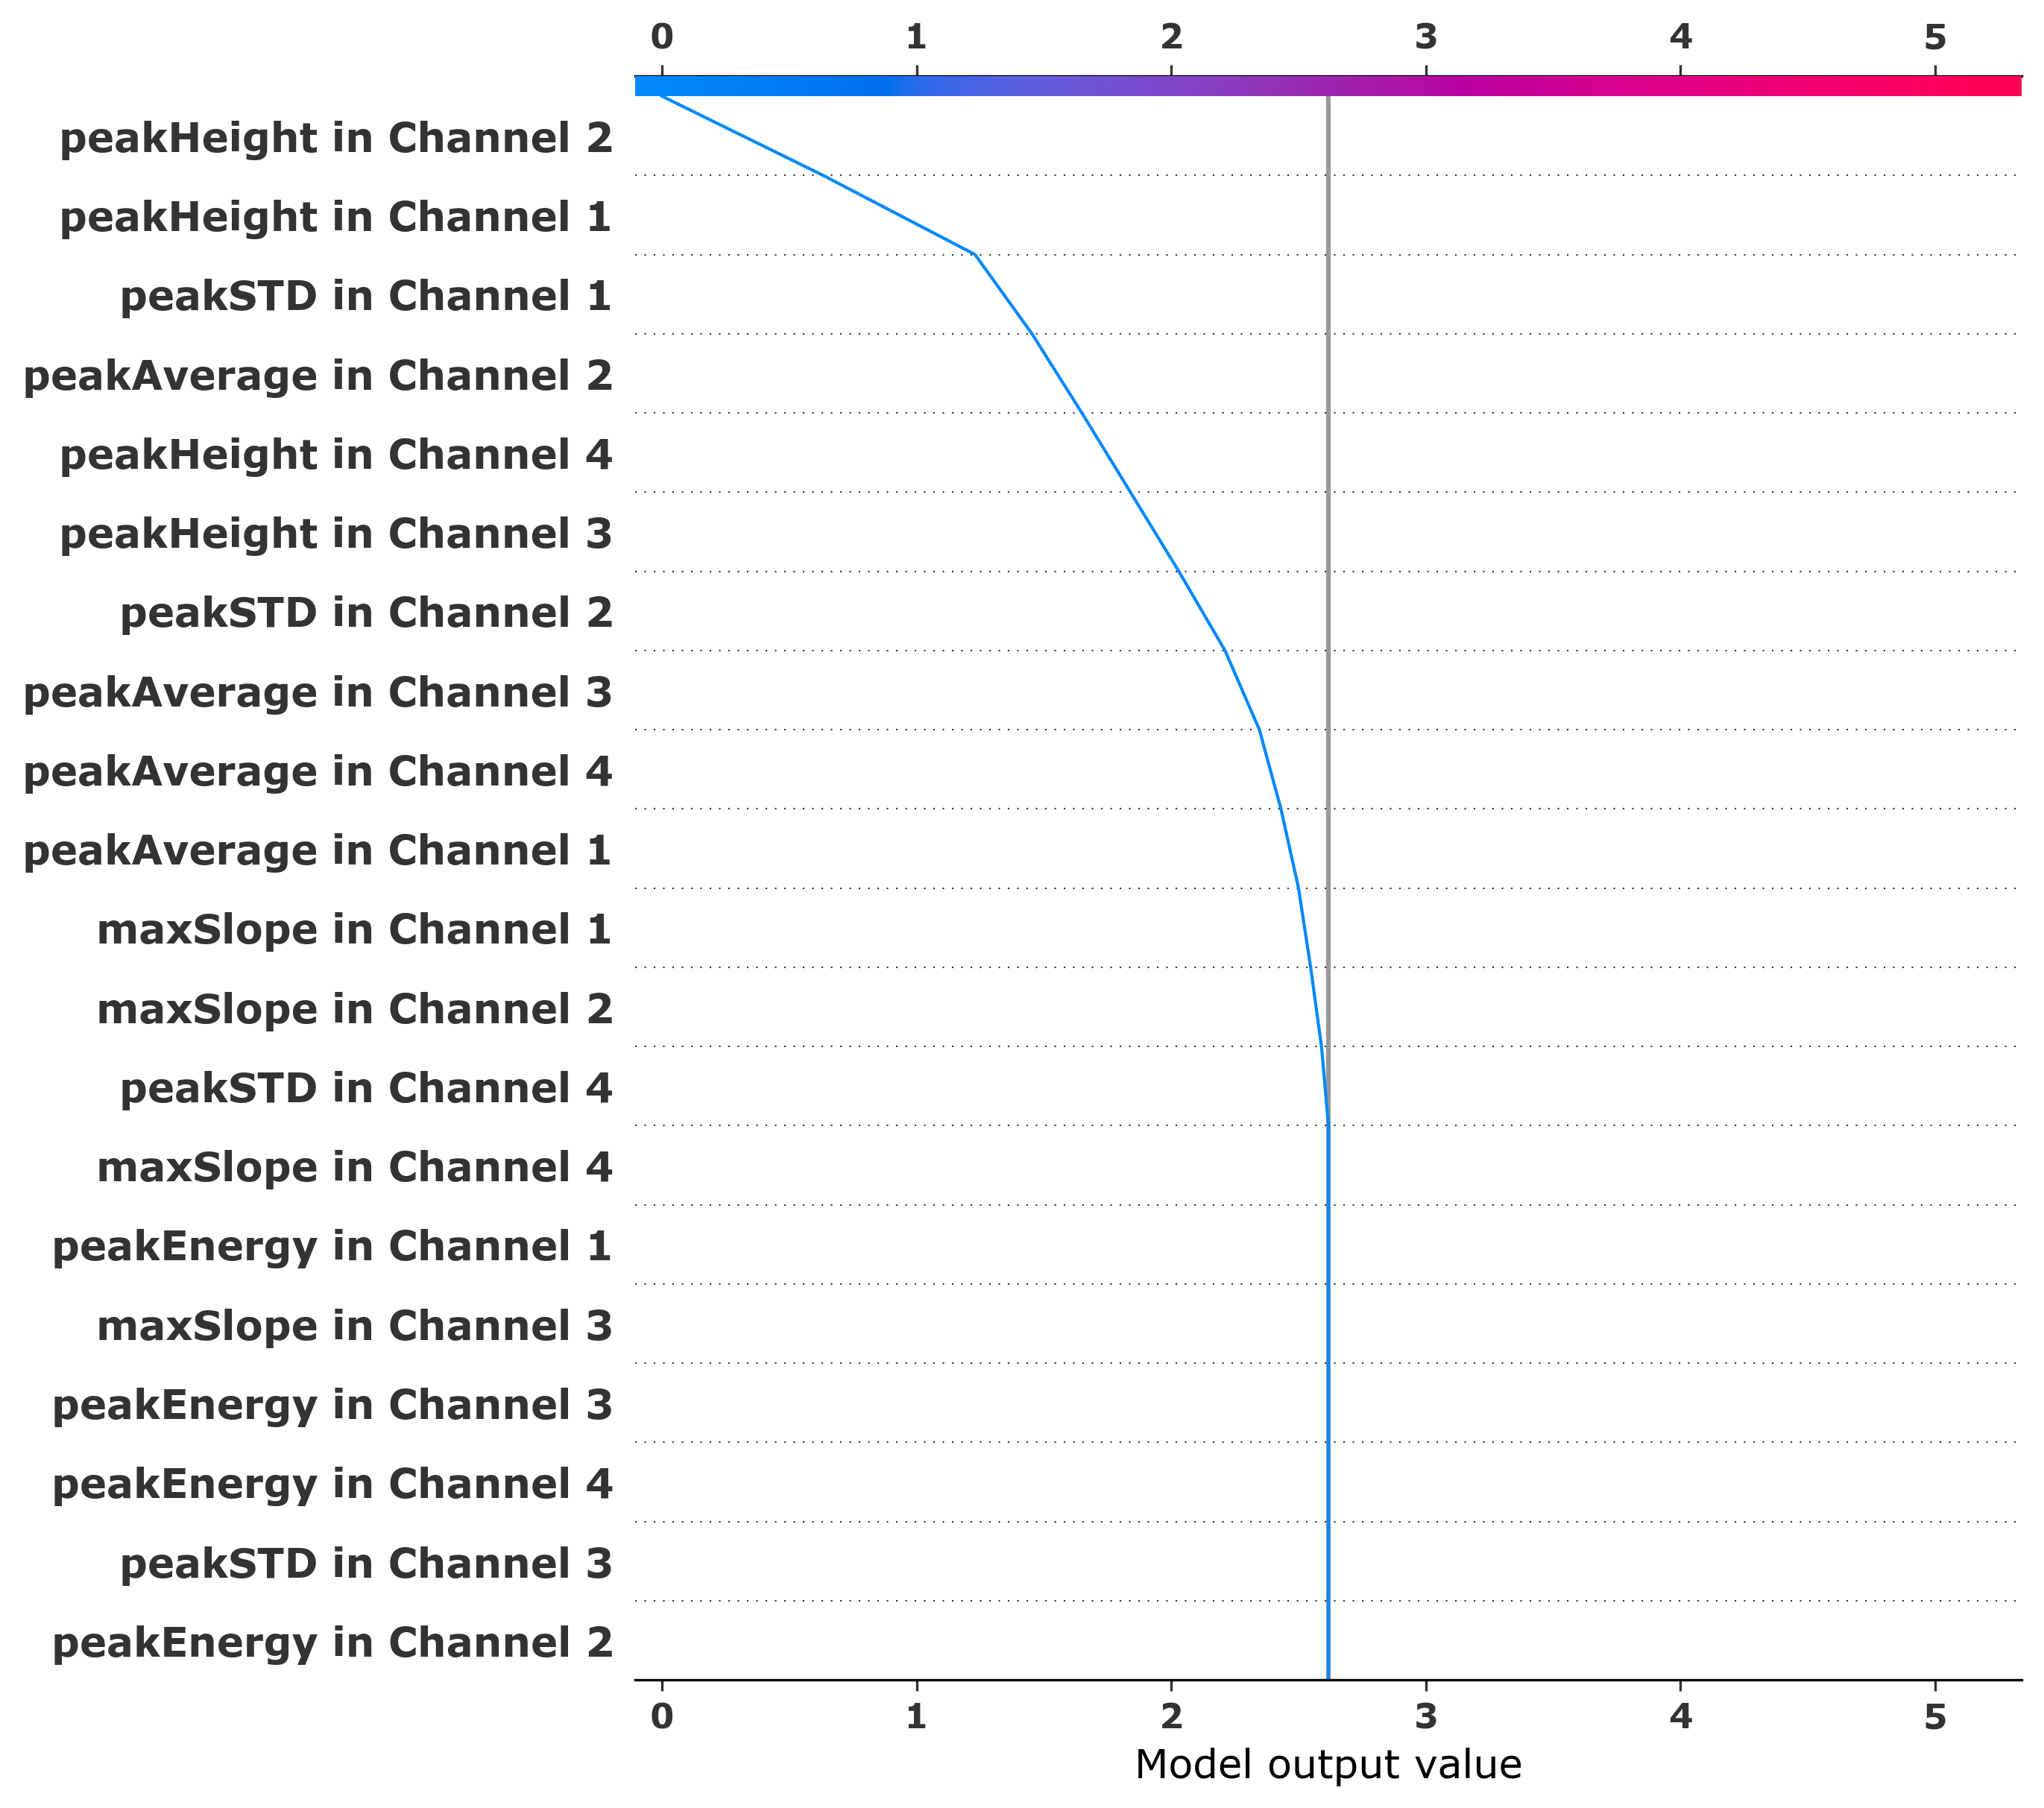 0 1 2 3 4 5
peakHeight in Channel 2
peakHeight in Channel 1
peakSTD in Channel 1
peakAverage in Channel 2
peakHeight in Channel 4
peakHeight in Channel 3
peakSTD in Channel 2
peakAverage in Channel 3
peakAverage in Channel 4
peakAverage in Channel 1
maxSlope in Channel 1
maxSlope in Channel 2
peakSTD in Channel 4
maxSlope in Channel 4
peakEnergy in Channel 1
maxSlope in Channel 3
peakEnergy in Channel 3
peakEnergy in Channel 4
peakSTD in Channel 3
peakEnergy in Channel 2
0 1 2 3 4 5
Model output value